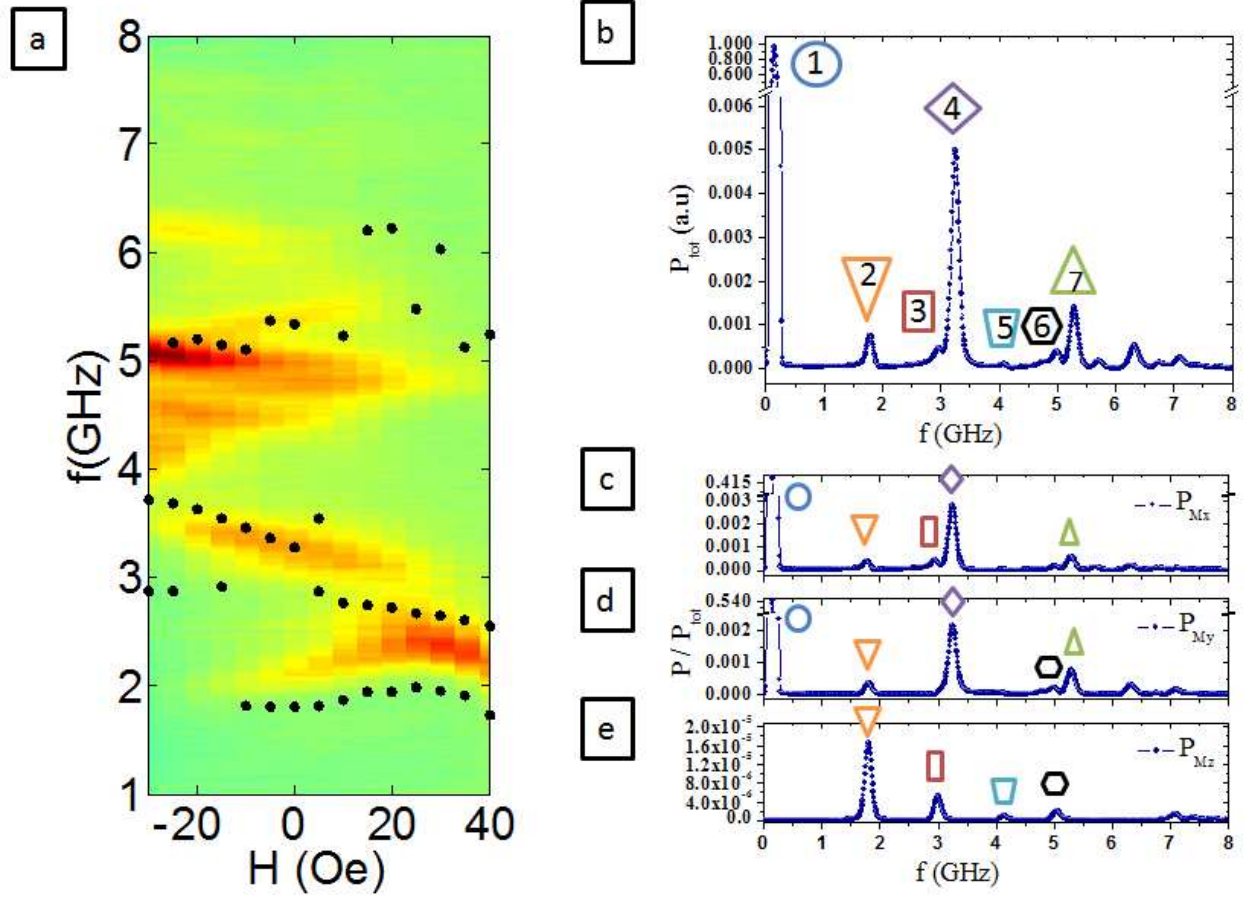 a
8
7
6
5
4
3
2
1
f(GHz)
-20 0 20 40
H (Oe)
b
1.000
0.800
0.600
0.006
0.005
0.004
0.003
0.002
0.001
0.000
P_tot (a.u)
1
2
3
4
5
6
7
0 1 2 3 4 5 6 7 8
f (GHz)
c
0.415
0.003
0.002
0.001
0.000
P_Mx
d
0.540
0.002
0.001
0.000
P_My
P / P_tot
e
2.0x10^-5
1.6x10^-5
1.2x10^-5
8.0x10^-6
4.0x10^-6
0.0
P_Mz
0 1 2 3 4 5 6 7 8
f (GHz)